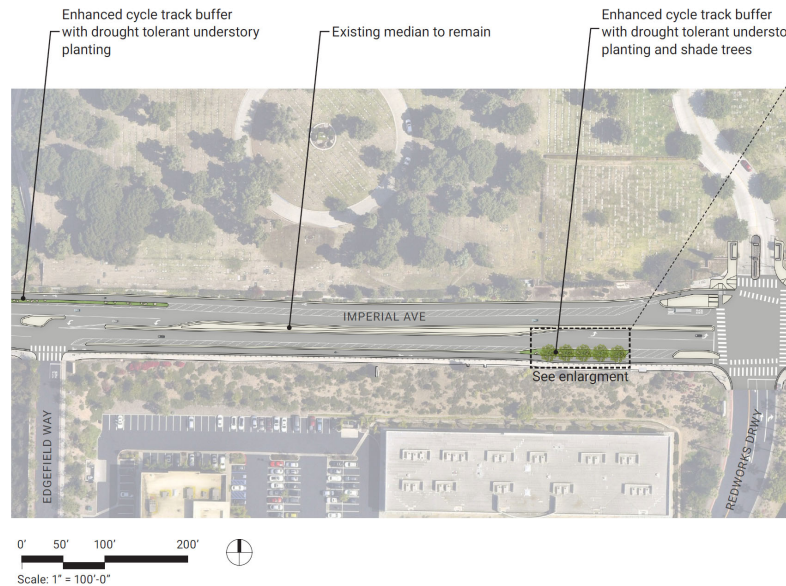 Enhanced cycle track buffer
with drought tolerant understory
planting
Existing median to remain
Enhanced cycle track buffer
with drought tolerant understo
planting and shade trees
IMPERIAL AVE
See enlargment
EDGEFIELD WAY
REDWORKS DRWY
0' 50' 100' 200'
Scale: 1" = 100'-0"